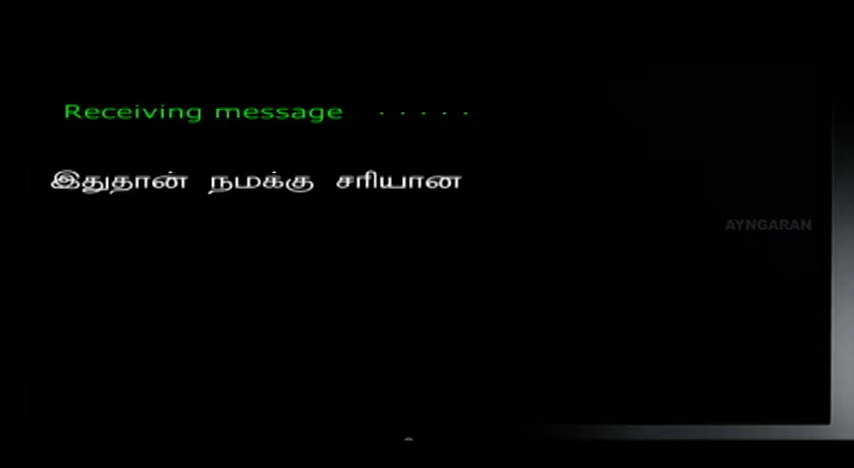 Receiving message . . . . .
இதுதான் நமக்கு சரியான
AYNGARAN